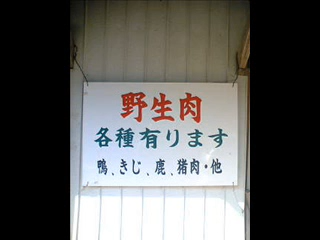 野生肉
各種有ります
鴨、きじ、鹿、猪肉・他